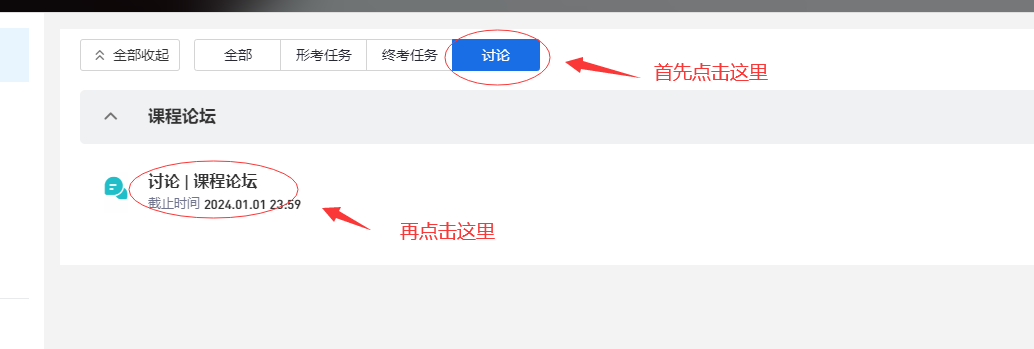 全部收起 全部 形考任务 终考任务 讨论 首先点击这里
课程论坛
讨论 | 课程论坛
截止时间 2024.01.01 23:59
再点击这里